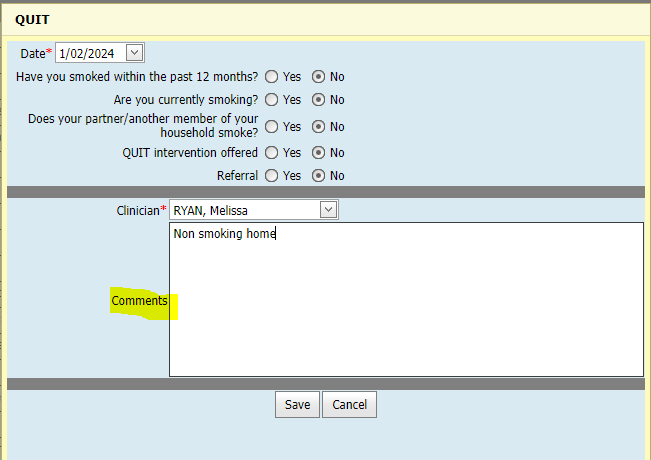 QUIT
Date* 1/02/2024
Have you smoked within the past 12 months? Yes No
Are you currently smoking? Yes No
Does your partner/another member of your
household smoke? Yes No
QUIT intervention offered Yes No
Referral Yes No
Clinician* RYAN, Melissa
Non smoking home
Comments
Save Cancel